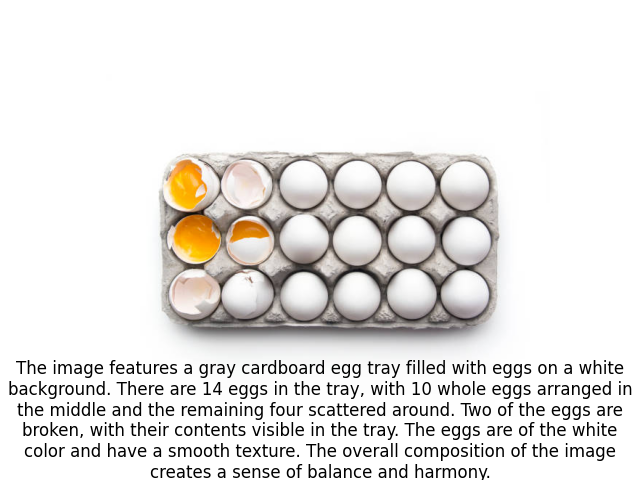 The image features a gray cardboard egg tray filled with eggs on a white
background. There are 14 eggs in the tray, with 10 whole eggs arranged in
the middle and the remaining four scattered around. Two of the eggs are
broken, with their contents visible in the tray. The eggs are of the white
color and have a smooth texture. The overall composition of the image
creates a sense of balance and harmony.